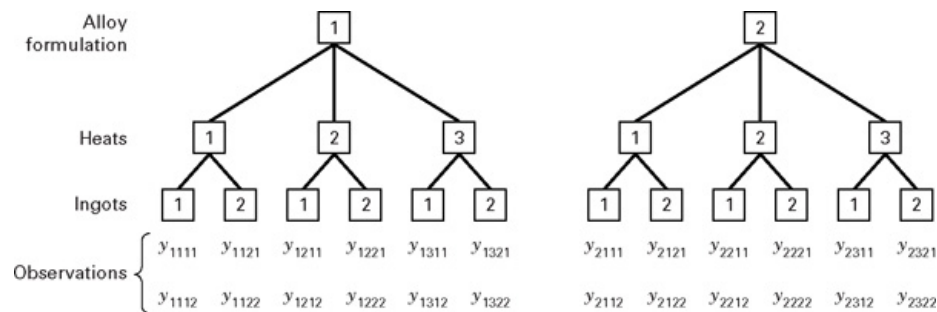 Alloy formulation 1 2
Heats 1 2 3 1 2 3
Ingots 1 2 1 2 1 2 1 2 1 2 1 2
Observations
y1111 y1121 y1211 y1221 y1311 y1321 y2111 y2121 y2211 y2221 y2311 y2321
y1112 y1122 y1212 y1222 y1312 y1322 y2112 y2122 y2212 y2222 y2312 y2322